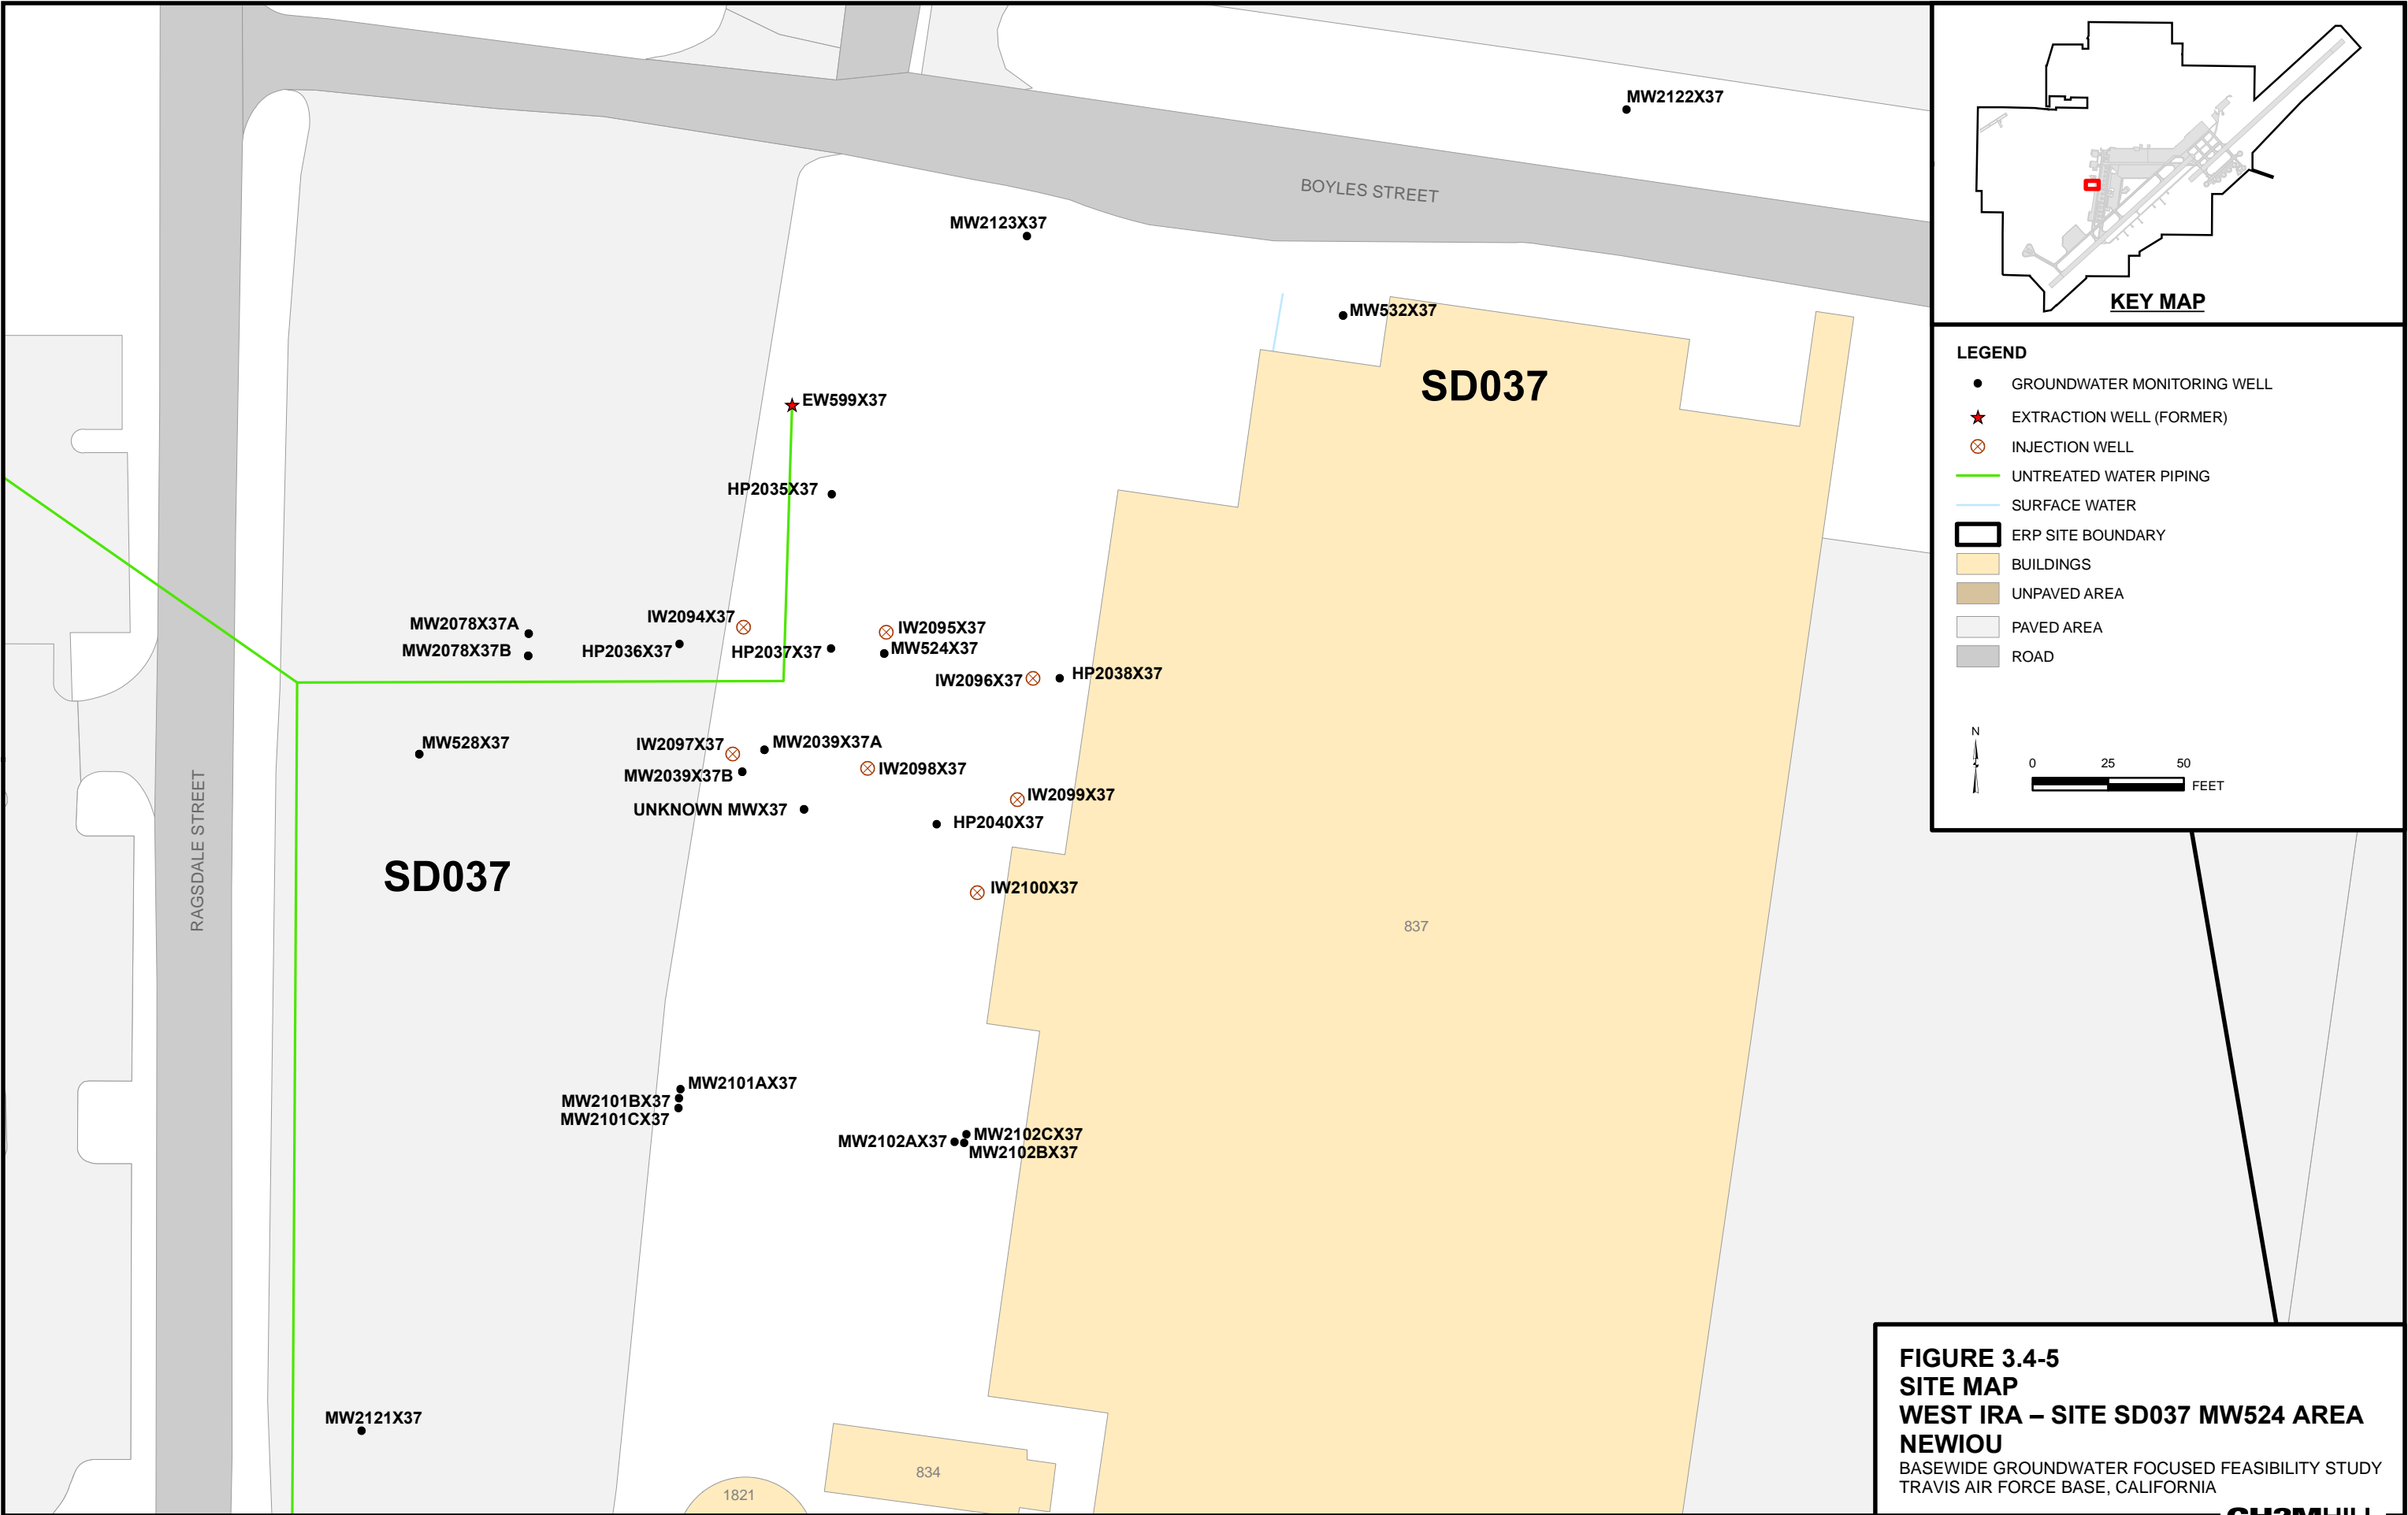 MW2122X37
BOYLES STREET
MW2123X37
MW532X37
SD037
EW599X37
HP2035X37
MW2078X37A
MW2078X37B
IW2094X37
HP2036X37
HP2037X37
IW2095X37
MW524X37
IW2096X37
HP2038X37
MW528X37
IW2097X37
MW2039X37A
MW2039X37B
IW2098X37
UNKNOWN MWX37
IW2099X37
HP2040X37
RAGSDALE STREET
SD037
IW2100X37
837
MW2101AX37
MW2101BX37
MW2101CX37
MW2102AX37
MW2102CX37
MW2102BX37
MW2121X37
834
1821
KEY MAP
LEGEND
GROUNDWATER MONITORING WELL
EXTRACTION WELL (FORMER)
INJECTION WELL
UNTREATED WATER PIPING
SURFACE WATER
ERP SITE BOUNDARY
BUILDINGS
UNPAVED AREA
PAVED AREA
ROAD
N
0 25 50
FEET
FIGURE 3.4-5
SITE MAP
WEST IRA – SITE SD037 MW524 AREA
NEWIOU
BASEWIDE GROUNDWATER FOCUSED FEASIBILITY STUDY
TRAVIS AIR FORCE BASE, CALIFORNIA
CH2MHILL